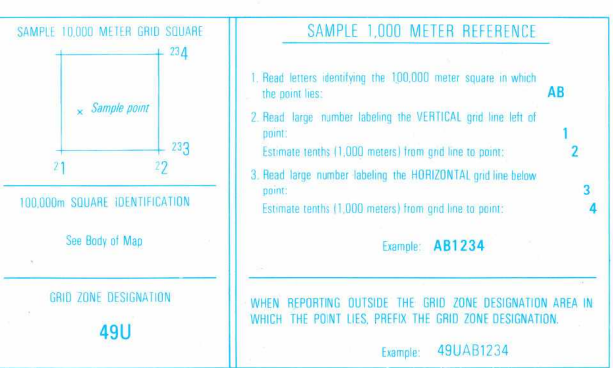 SAMPLE 10,000 METER GRID SQUARE
234
× Sample point
233
21 22
100,000m SQUARE IDENTIFICATION
See Body of Map
GRID ZONE DESIGNATION
49U
SAMPLE 1,000 METER REFERENCE
1. Read letters identifying the 100,000 meter square in which
the point lies: AB
2. Read large number labeling the VERTICAL grid line left of
point: 1
Estimate tenths (1,000 meters) from grid line to point: 2
3. Read large number labeling the HORIZONTAL grid line below
point: 3
Estimate tenths (1,000 meters) from grid line to point: 4
Example: AB1234
WHEN REPORTING OUTSIDE THE GRID ZONE DESIGNATION AREA IN
WHICH THE POINT LIES, PREFIX THE GRID ZONE DESIGNATION.
Example: 49UAB1234